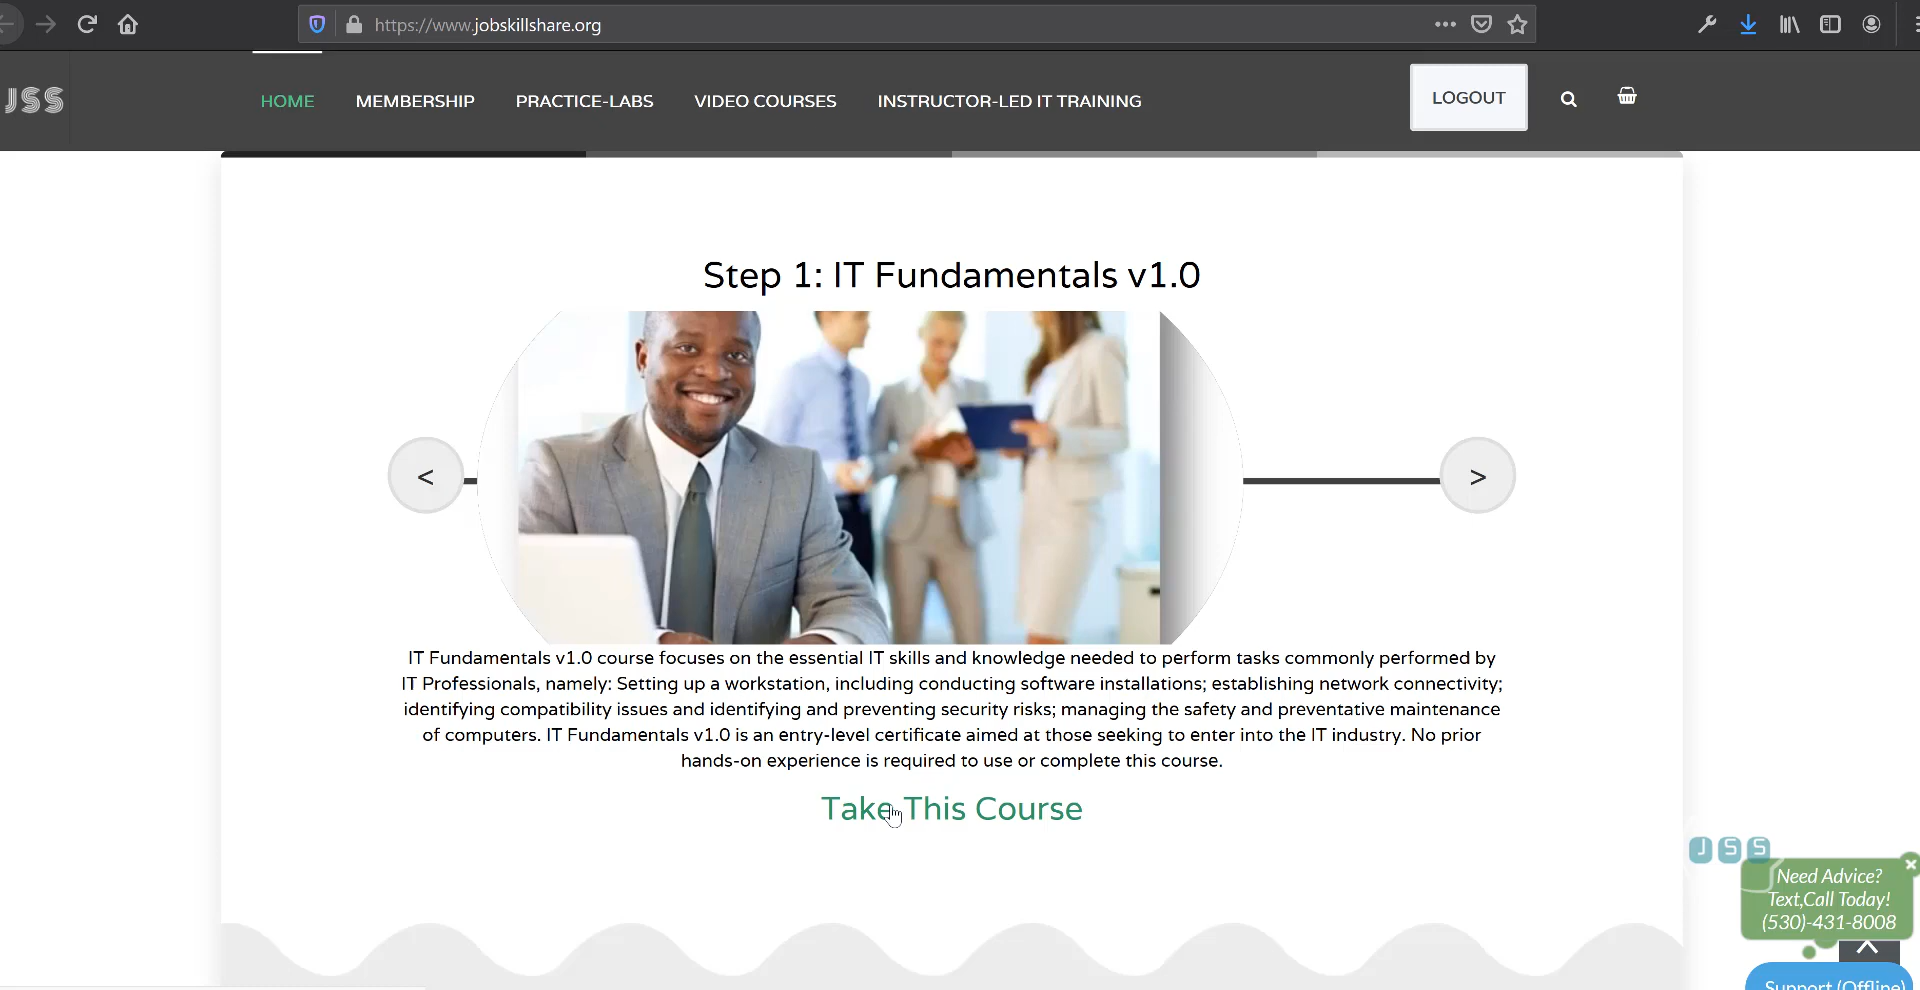 https://www.jobskillshare.org
JSS
HOME
MEMBERSHIP
PRACTICE-LABS
VIDEO COURSES
INSTRUCTOR-LED IT TRAINING
LOGOUT
Step 1: IT Fundamentals v1.0
<
>
IT Fundamentals v1.0 course focuses on the essential IT skills and knowledge needed to perform tasks commonly performed by
IT Professionals, namely: Setting up a workstation, including conducting software installations; establishing network connectivity;
identifying compatibility issues and identifying and preventing security risks; managing the safety and preventative maintenance
of computers. IT Fundamentals v1.0 is an entry-level certificate aimed at those seeking to enter into the IT industry. No prior
hands-on experience is required to use or complete this course.
Take This Course
JSS
Need Advice?
Text,Call Today!
(530)-431-8008
Support (Offline)